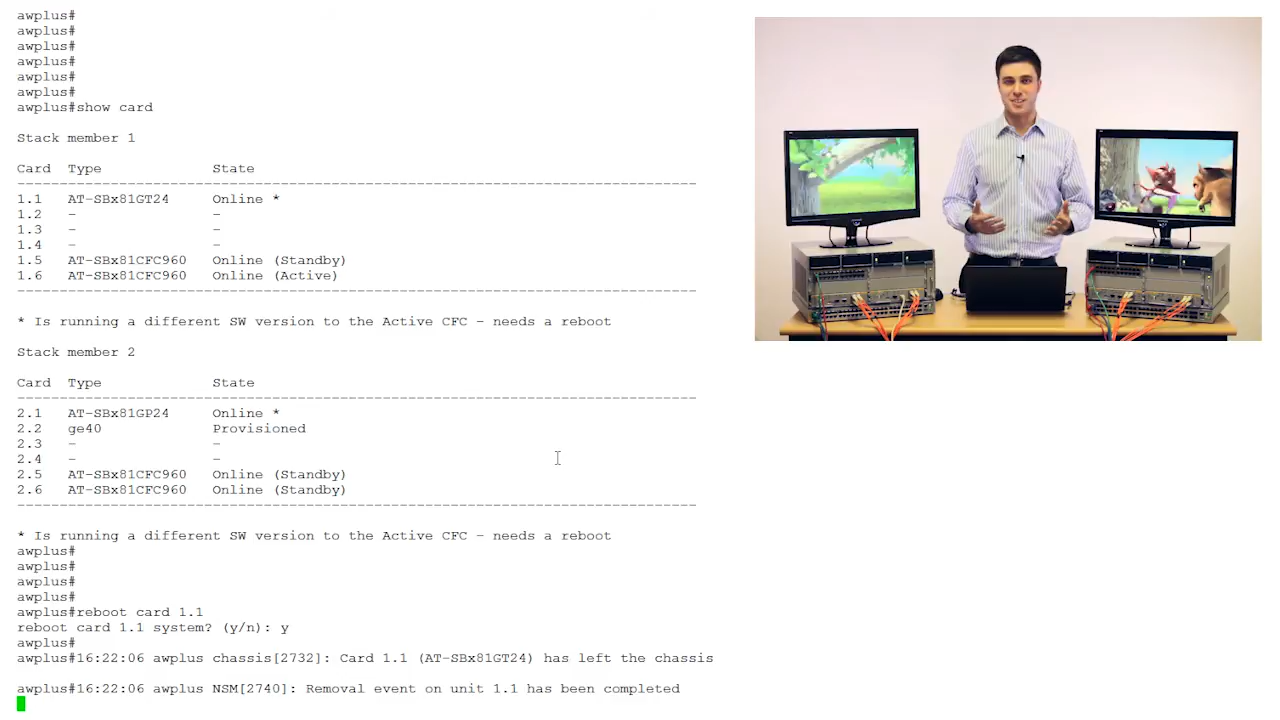 awplus#
awplus#
awplus#
awplus#
awplus#
awplus#
awplus#show card
Stack member 1
Card Type State
--------------------------------------------------------------------------------
1.1 AT-SBx81GT24 Online *
1.2 - -
1.3 - -
1.4 - -
1.5 AT-SBx81CFC960 Online (Standby)
1.6 AT-SBx81CFC960 Online (Active)
--------------------------------------------------------------------------------
* Is running a different SW version to the Active CFC - needs a reboot
Stack member 2
Card Type State
--------------------------------------------------------------------------------
2.1 AT-SBx81GP24 Online *
2.2 ge40 Provisioned
2.3 - -
2.4 - -
2.5 AT-SBx81CFC960 Online (Standby)
2.6 AT-SBx81CFC960 Online (Standby)
--------------------------------------------------------------------------------
* Is running a different SW version to the Active CFC - needs a reboot
awplus#
awplus#
awplus#
awplus#
awplus#reboot card 1.1
reboot card 1.1 system? (y/n): y
awplus#
awplus#16:22:06 awplus chassis[2732]: Card 1.1 (AT-SBx81GT24) has left the chassis
awplus#16:22:06 awplus NSM[2740]: Removal event on unit 1.1 has been completed